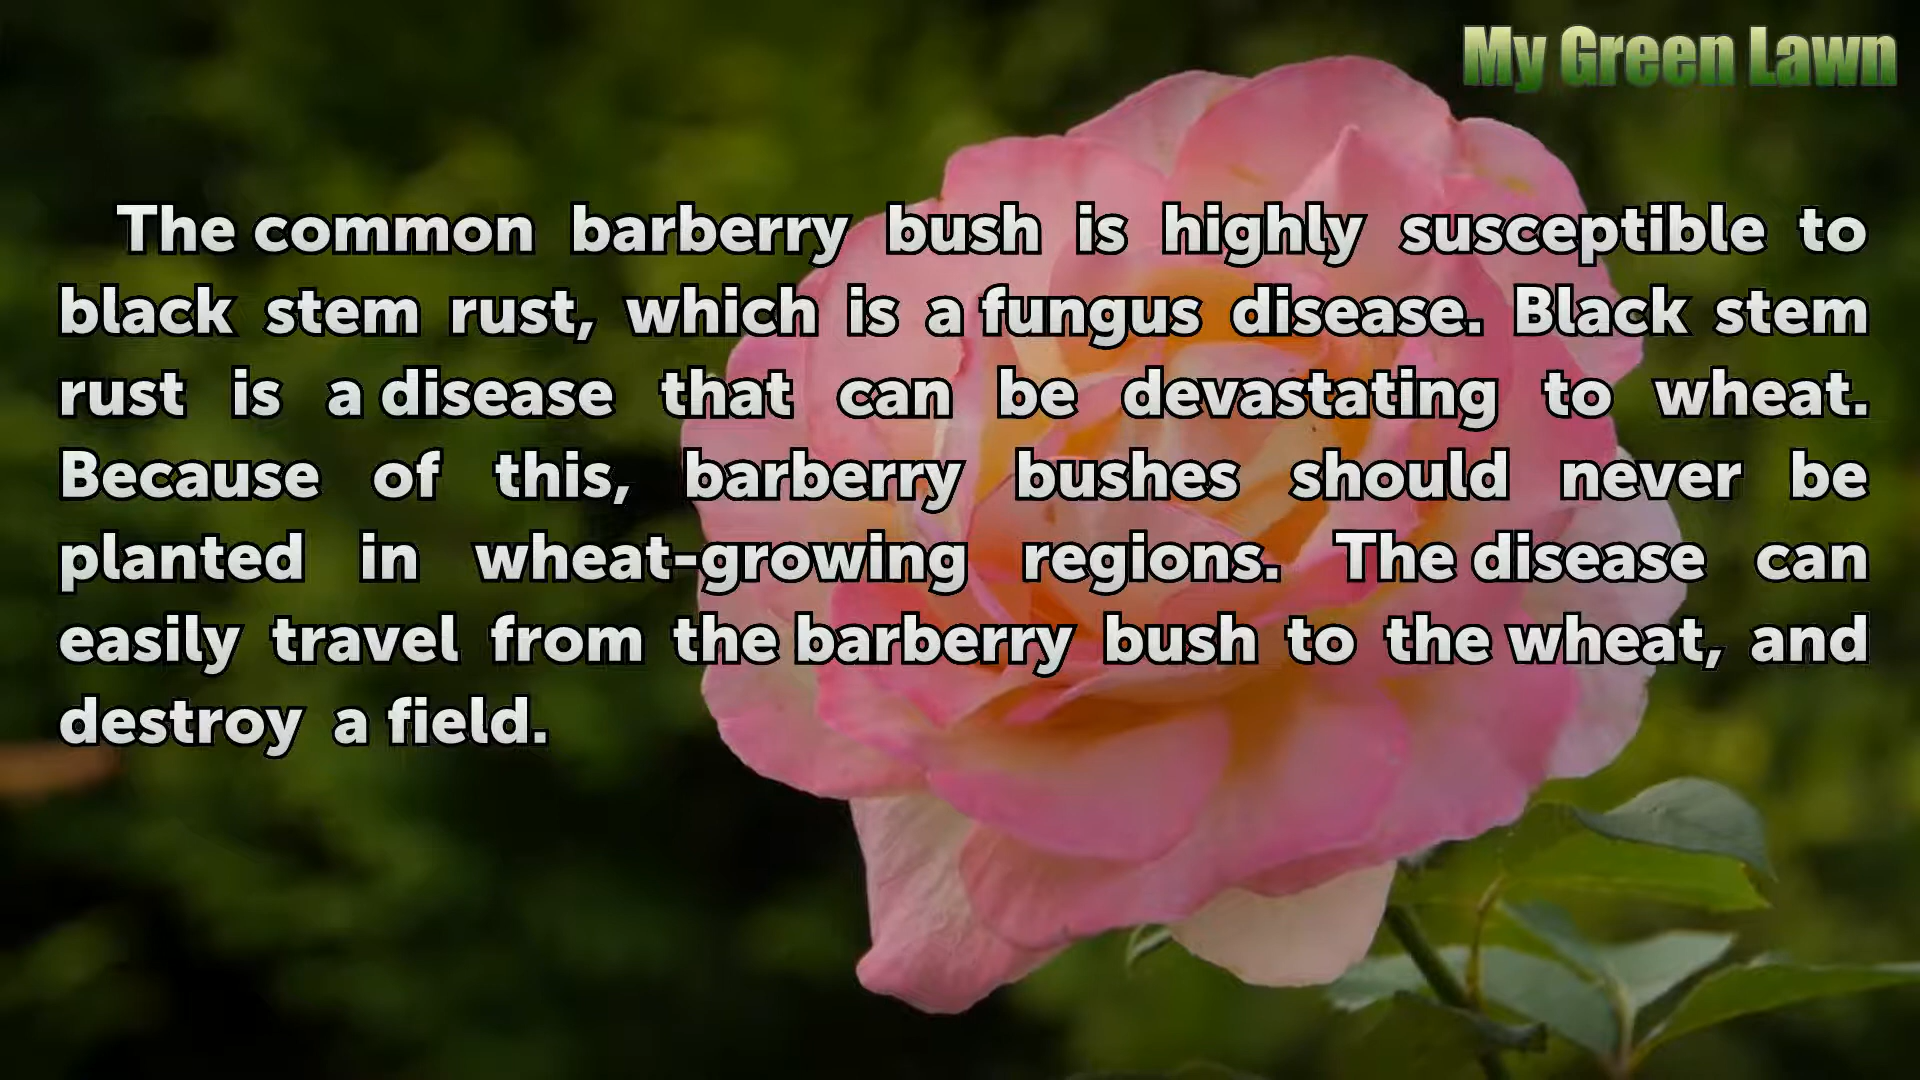 My Green Lawn
The common barberry bush is highly susceptible to
black stem rust, which is a fungus disease. Black stem
rust is a disease that can be devastating to wheat.
Because of this, barberry bushes should never be
planted in wheat-growing regions. The disease can
easily travel from the barberry bush to the wheat, and
destroy a field.